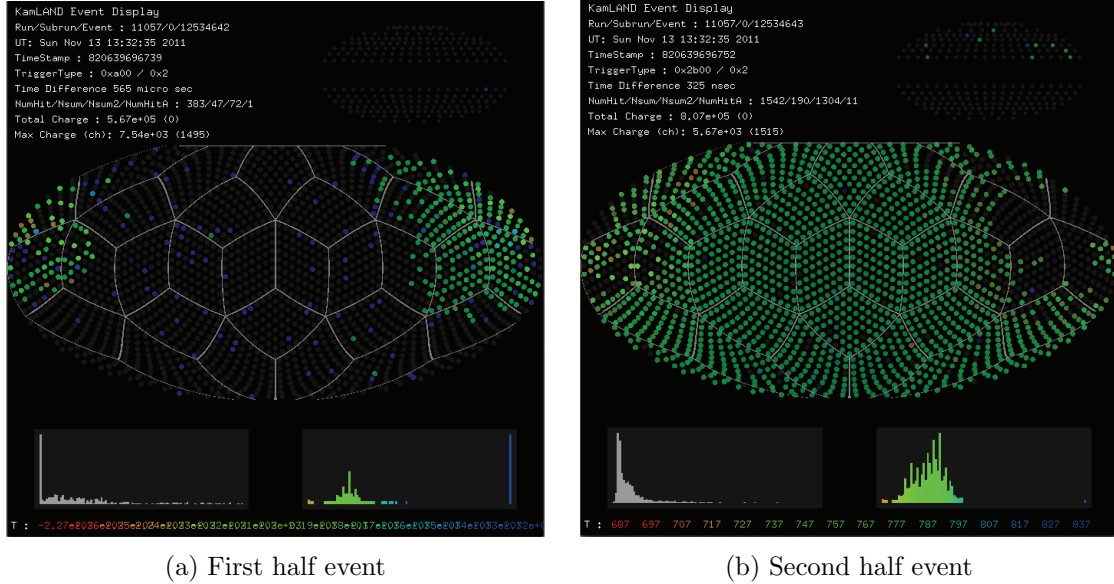 KamLAND Event Display
Run/Subrun/Event : 11057/0/12534642
UT: Sun Nov 13 13:32:35 2011
TimeStamp : 820639696739
TriggerType : 0xa00 / 0x2
Time Difference 565 micro sec
NumHit/Nsum/Nsum2/NumHitA : 383/47/72/1
Total Charge : 5.67e+05 (0)
Max Charge (ch): 7.54e+03 (1495)
T :
(a) First half event
KamLAND Event Display
Run/Subrun/Event : 11057/0/12534643
UT: Sun Nov 13 13:32:35 2011
TimeStamp : 820639696752
TriggerType : 0x2b00 / 0x2
Time Difference 325 nsec
NumHit/Nsum/Nsum2/NumHitA : 1542/190/1304/11
Total Charge : 8.07e+05 (0)
Max Charge (ch): 5.67e+03 (1515)
T : 687 697 707 717 727 737 747 757 767 777 787 797 807 817 827 837
(b) Second half event